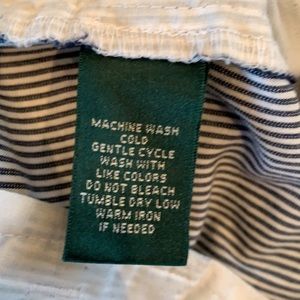 MACHINE WASH
COLD
GENTLE CYCLE
WASH WITH
LIKE COLORS
DO NOT BLEACH
TUMBLE DRY LOW
WARM IRON
IF NEEDED